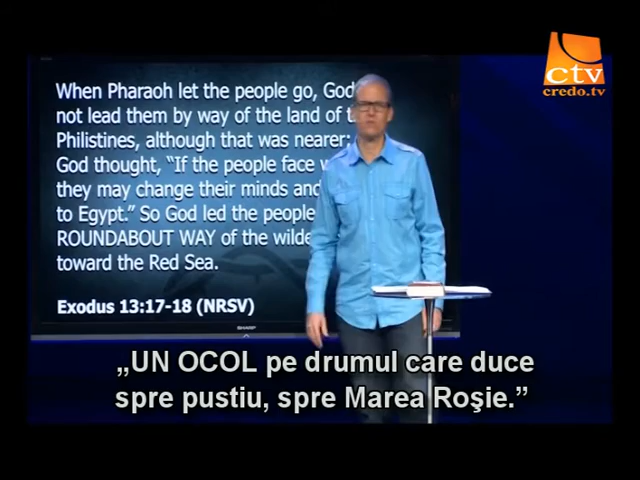 ctv
credo.tv
When Pharaoh let the people go, God
not lead them by way of the land of
Philistines, although that was nearer;
God thought, “If the people face
they may change their minds and
to Egypt.” So God led the people
ROUNDABOUT WAY of the
toward the Red Sea.
Exodus 13:17-18 (NRSV)
SHARP
„UN OCOL pe drumul care duce
spre pustiu, spre Marea Roşie.”